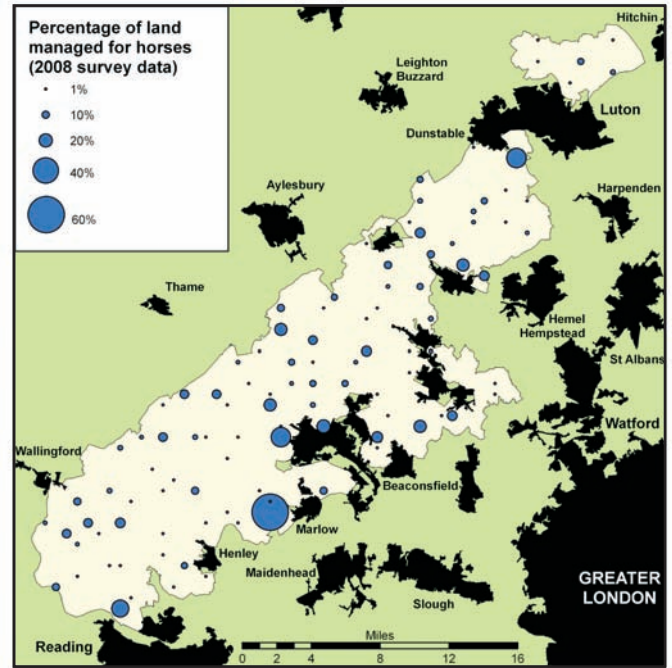 Percentage of land
managed for horses
(2008 survey data)
1%
10%
20%
40%
60%
Hitchin
Leighton
Buzzard
Luton
Dunstable
Aylesbury
Harpenden
Thame
Hemel
Hempstead
St Albans
Watford
Wallingford
Beaconsfield
Marlow
Henley
Maidenhead
Slough
GREATER
LONDON
Reading
Miles
0 2 4 8 12 16